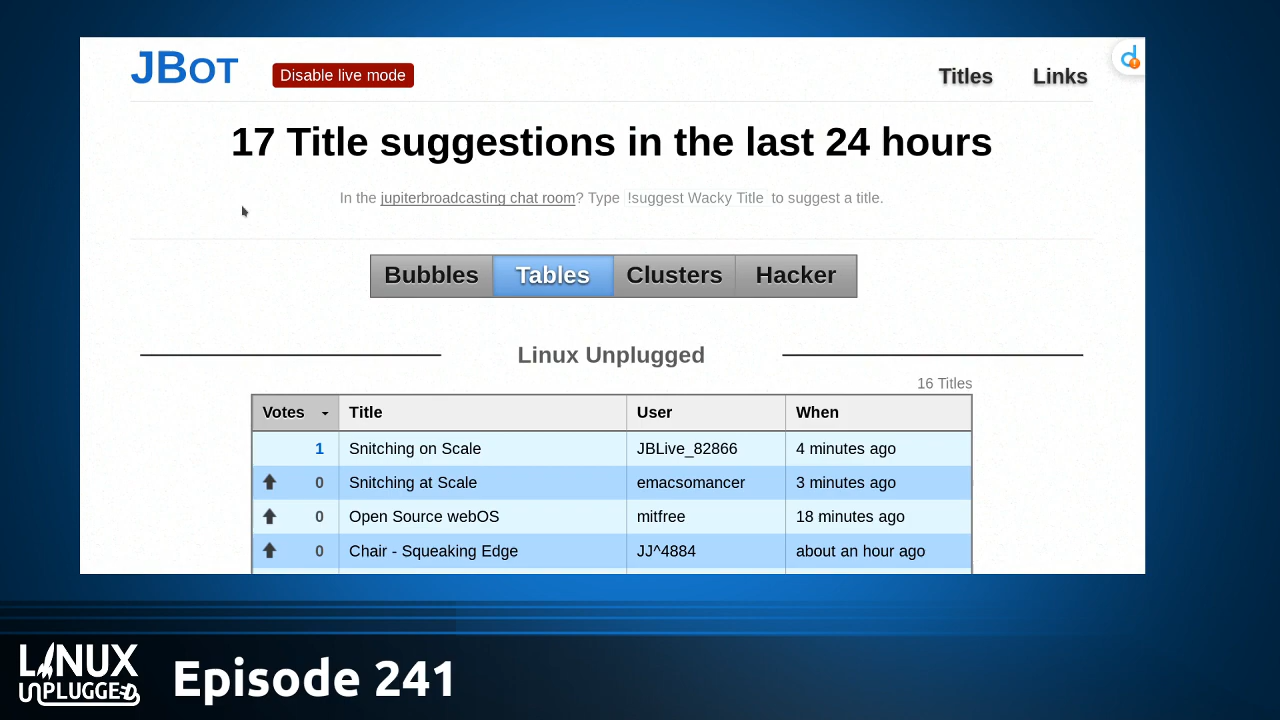 JBOT
Disable live mode
Titles Links
17 Title suggestions in the last 24 hours
In the jupiterbroadcasting chat room? Type !suggest Wacky Title to suggest a title.
Bubbles Tables Clusters Hacker
Linux Unplugged
16 Titles
Votes Title User When
1 Snitching on Scale JBLive_82866 4 minutes ago
0 Snitching at Scale emacsomancer 3 minutes ago
0 Open Source webOS mitfree 18 minutes ago
0 Chair - Squeaking Edge JJ^4884 about an hour ago
LINUX
UNPLUGGED
Episode 241